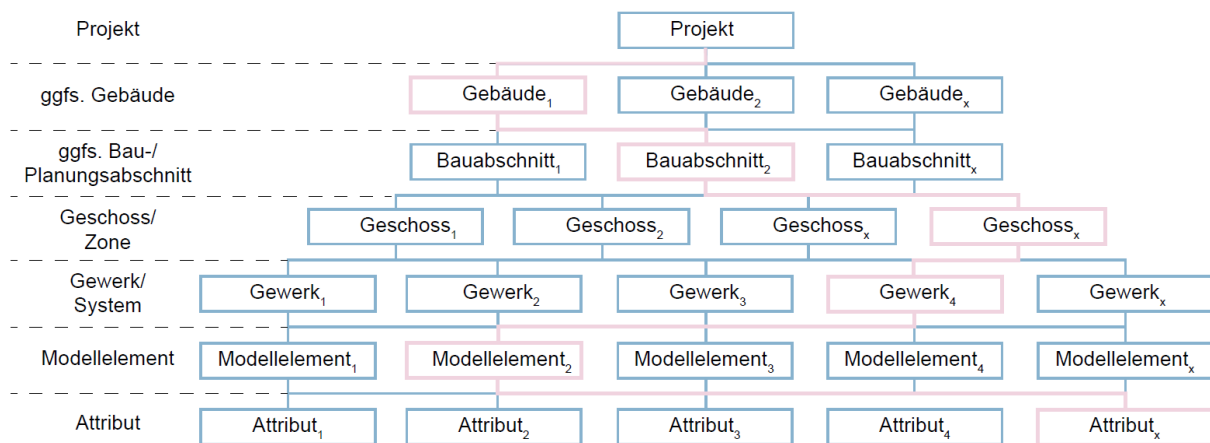 Projekt
Projekt
ggfs. Gebäude
Gebäude₁
Gebäude₂
Gebäudeₓ
ggfs. Bau-/
Planungsabschnitt
Bauabschnitt₁
Bauabschnitt₂
Bauabschnittₓ
Geschoss/
Zone
Geschoss₁
Geschoss₂
Geschossₓ
Geschossₓ
Gewerk/
System
Gewerk₁
Gewerk₂
Gewerk₃
Gewerk₄
Gewerkₓ
Modellelement
Modellelement₁
Modellelement₂
Modellelement₃
Modellelement₄
Modellelementₓ
Attribut
Attribut₁
Attribut₂
Attribut₃
Attribut₄
Attributₓ